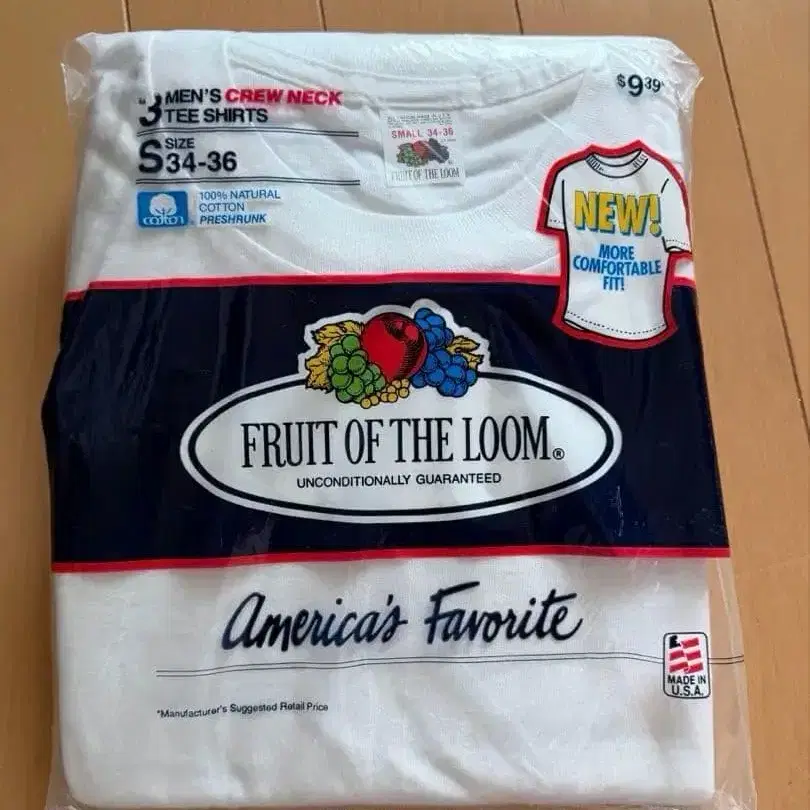 3 MEN'S CREW NECK
TEE SHIRTS
S SIZE
34-36
COTTON
100% NATURAL
COTTON
PRESHRUNK
SMALL 34-36
FRUIT OF THE LOOM
$9.39*
NEW!
MORE
COMFORTABLE
FIT!
FRUIT OF THE LOOM®
UNCONDITIONALLY GUARANTEED
America's Favorite
MADE IN
U.S.A.
*Manufacturer's Suggested Retail Price